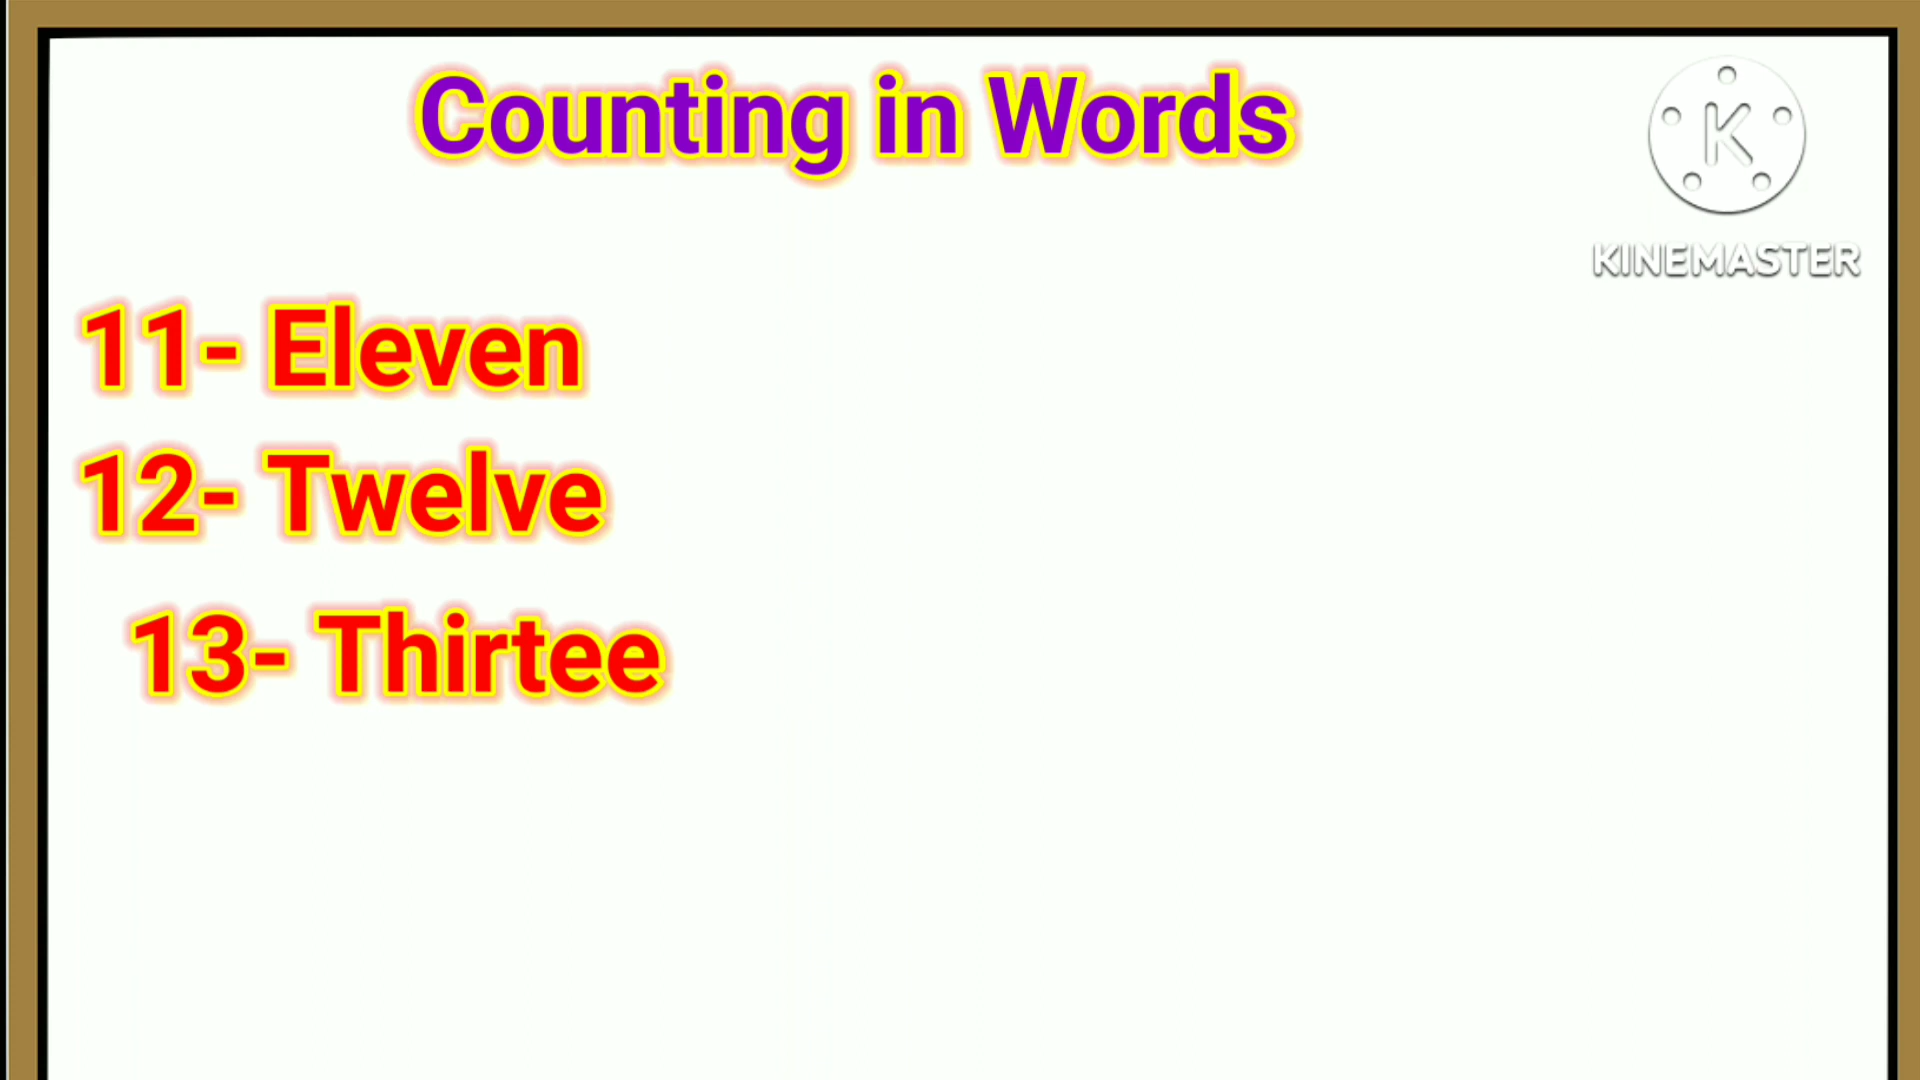 Counting in Words
K
KINEMASTER
11- Eleven
12- Twelve
13- Thirtee